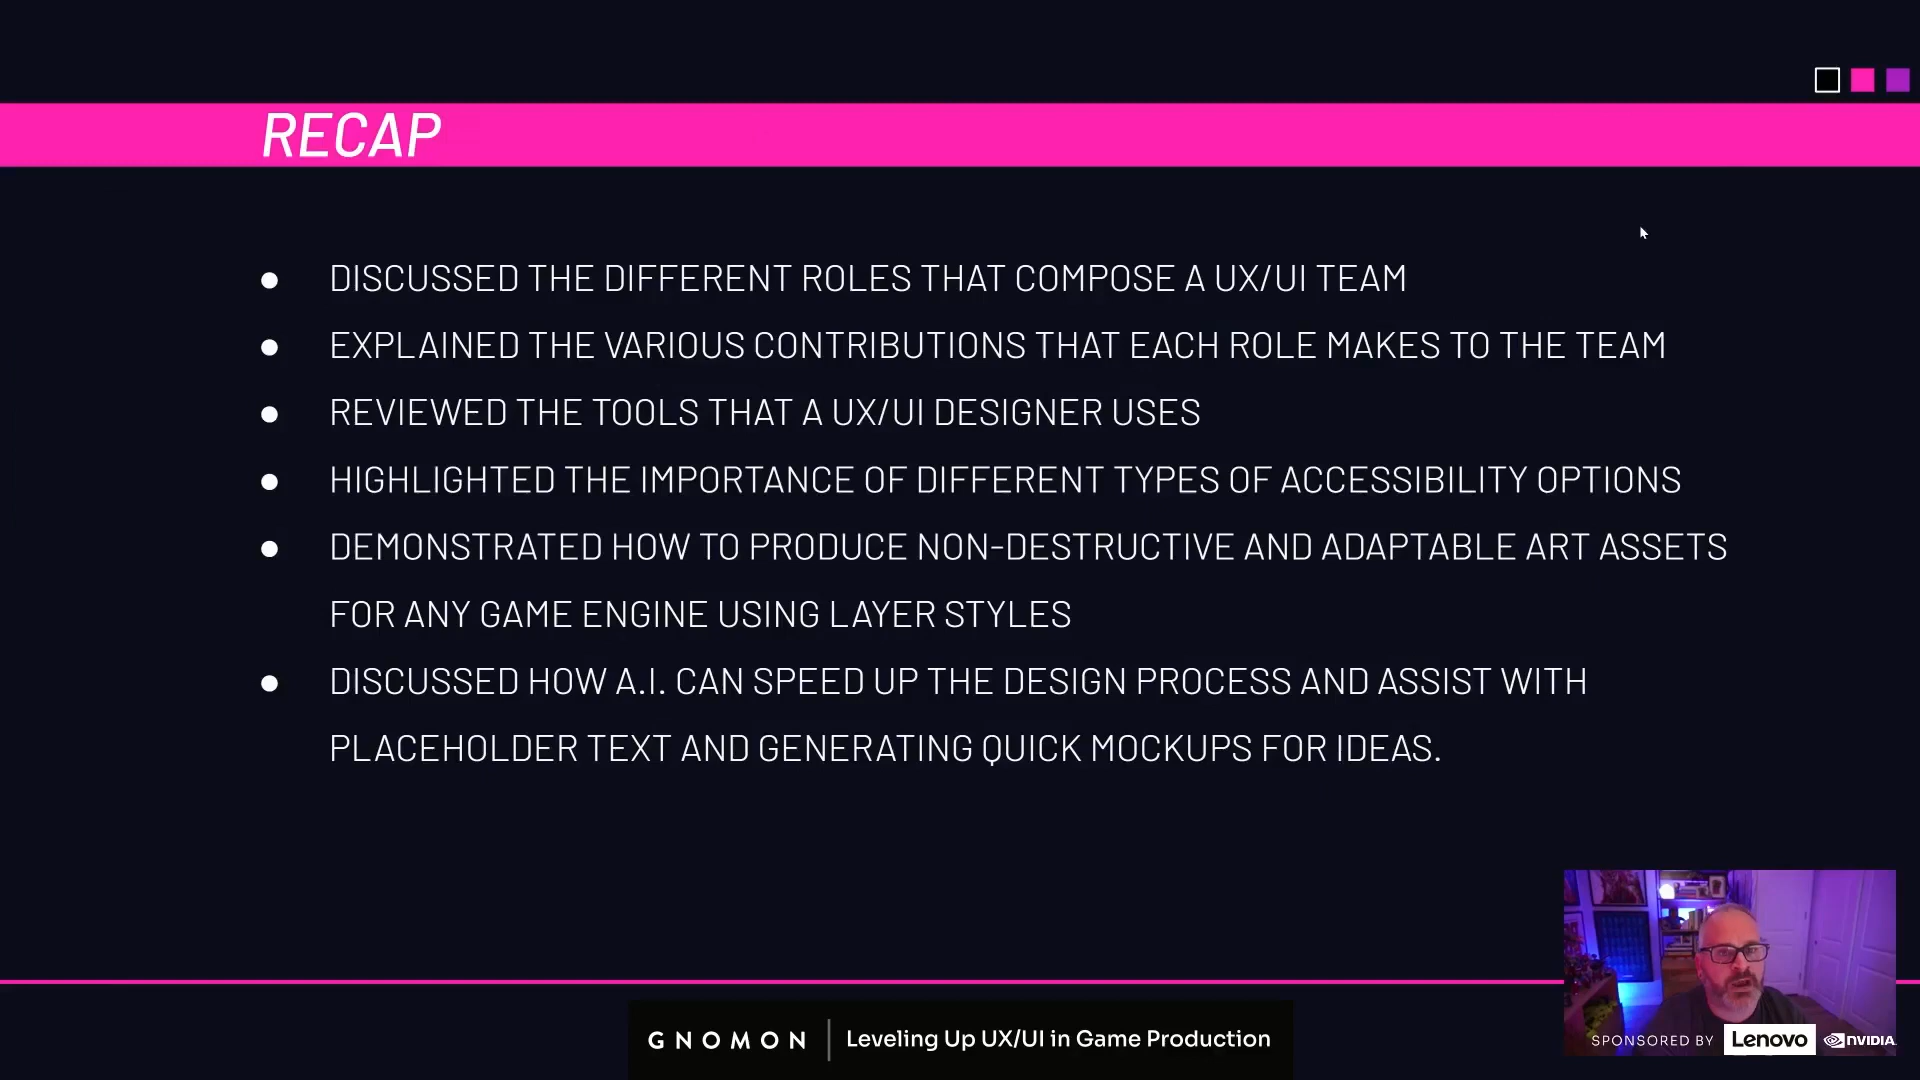 RECAP
● DISCUSSED THE DIFFERENT ROLES THAT COMPOSE A UX/UI TEAM
● EXPLAINED THE VARIOUS CONTRIBUTIONS THAT EACH ROLE MAKES TO THE TEAM
● REVIEWED THE TOOLS THAT A UX/UI DESIGNER USES
● HIGHLIGHTED THE IMPORTANCE OF DIFFERENT TYPES OF ACCESSIBILITY OPTIONS
● DEMONSTRATED HOW TO PRODUCE NON-DESTRUCTIVE AND ADAPTABLE ART ASSETS
FOR ANY GAME ENGINE USING LAYER STYLES
● DISCUSSED HOW A.I. CAN SPEED UP THE DESIGN PROCESS AND ASSIST WITH
PLACEHOLDER TEXT AND GENERATING QUICK MOCKUPS FOR IDEAS.
GNOMON | Leveling Up UX/UI in Game Production
SPONSORED BY Lenovo NVIDIA